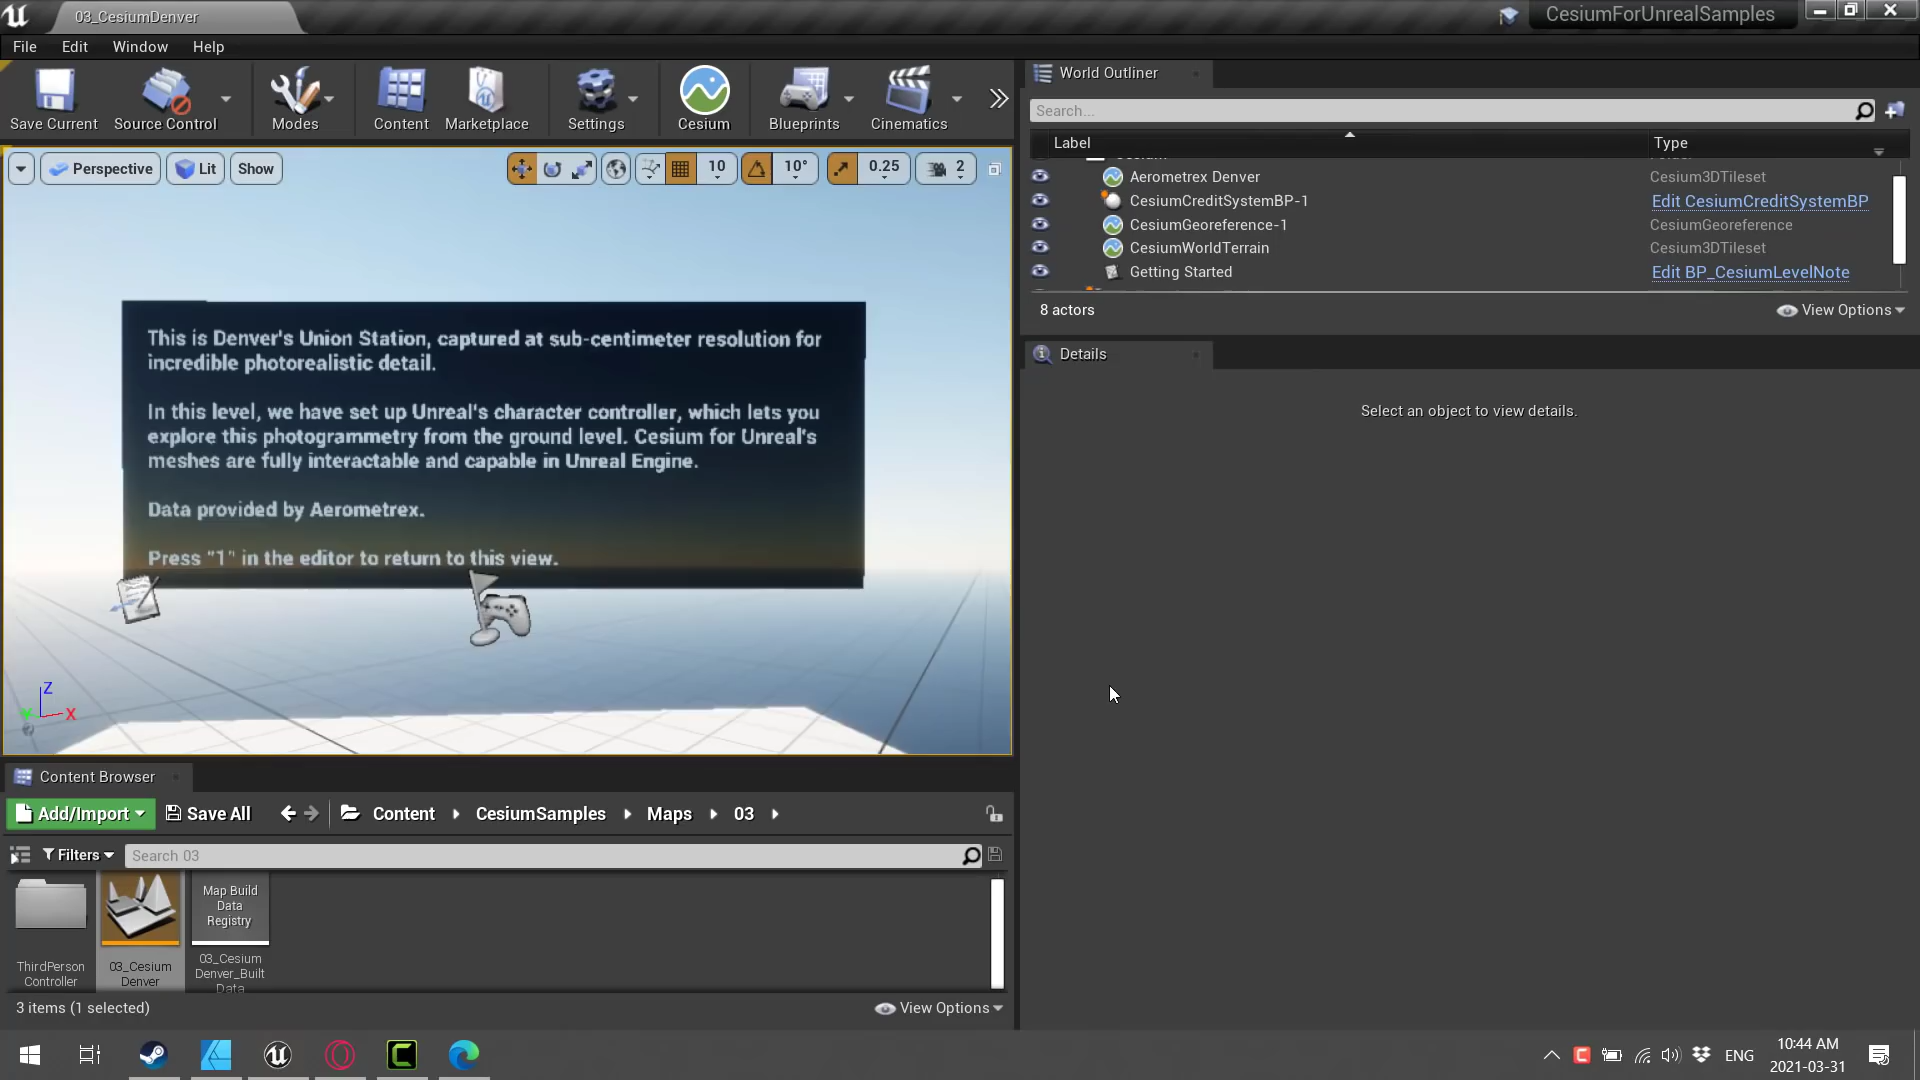 03_CesiumDenver
CesiumForUnrealSamples
File Edit Window Help
Save Current
Source Control
Modes
Content
Marketplace
Settings
Cesium
Blueprints
Cinematics
Perspective
Lit
Show
10
10°
0.25
2
This is Denver's Union Station, captured at sub-centimeter resolution for
incredible photorealistic detail.
In this level, we have set up Unreal's character controller, which lets you
explore this photogrammetry from the ground level. Cesium for Unreal's
meshes are fully interactable and capable in Unreal Engine.
Data provided by Aerometrex.
Press "1" in the editor to return to this view.
Z
X
World Outliner
Search...
Label Type
Aerometrex Denver Cesium3DTileset
CesiumCreditSystemBP-1 Edit CesiumCreditSystemBP
CesiumGeoreference-1 CesiumGeoreference
CesiumWorldTerrain Cesium3DTileset
Getting Started Edit BP_CesiumLevelNote
8 actors
View Options
Details
Select an object to view details.
Content Browser
Add/Import
Save All
Content
CesiumSamples
Maps
03
Filters
Search 03
ThirdPerson
Controller
03_Cesium
Denver
Map Build
Data
Registry
03_Cesium
Denver_Built
Data
3 items (1 selected)
View Options
ENG
10:44 AM
2021-03-31